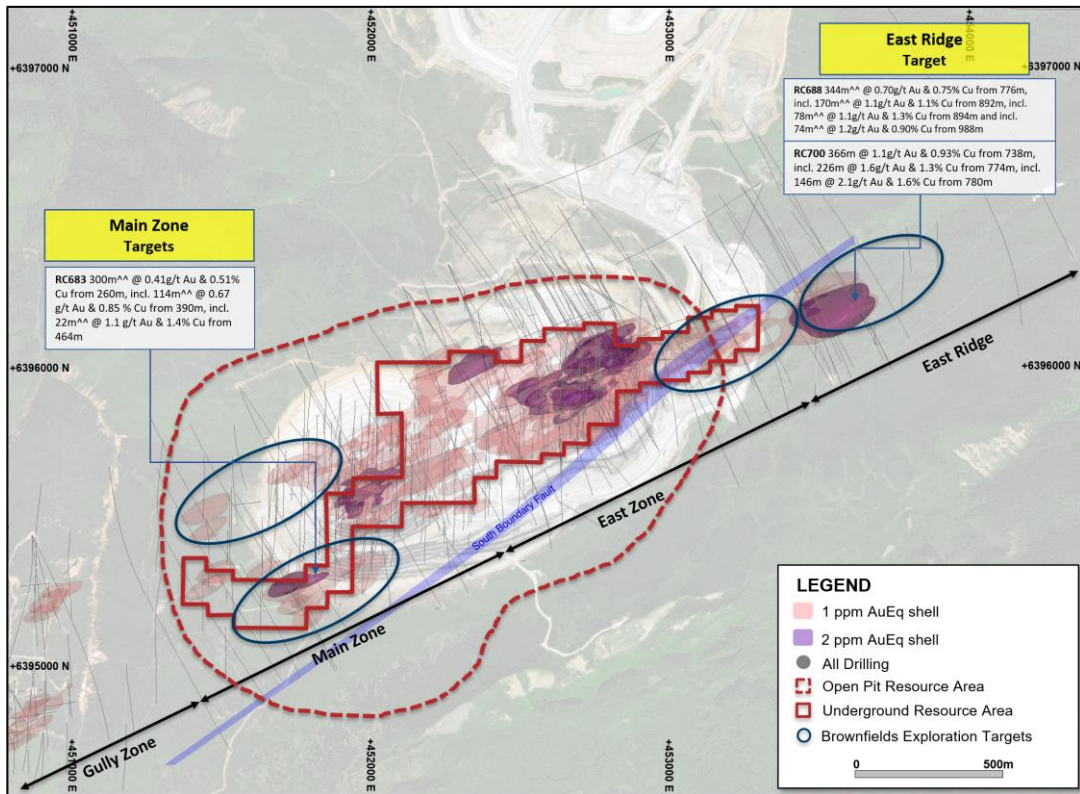 +451000 E
+452000 E
+453000 E
+454000 E
+6397000 N
+6397000 N
East Ridge
Target
RC688 344m^^ @ 0.70g/t Au & 0.75% Cu from 776m,
incl. 170m^^ @ 1.1g/t Au & 1.1% Cu from 892m, incl.
78m^^ @ 1.1g/t Au & 1.3% Cu from 894m and incl.
74m^^ @ 1.2g/t Au & 0.90% Cu from 988m
RC700 366m @ 1.1g/t Au & 0.93% Cu from 738m,
incl. 226m @ 1.6g/t Au & 1.3% Cu from 774m, incl.
146m @ 2.1g/t Au & 1.6% Cu from 780m
Main Zone
Targets
RC683 300m^^ @ 0.41g/t Au & 0.51%
Cu from 260m, incl. 114m^^ @ 0.67
g/t Au & 0.85 % Cu from 390m, incl.
22m^^ @ 1.1 g/t Au & 1.4% Cu from
464m
+6396000 N
+6396000 N
East Ridge
East Zone
South Boundary Fault
Main Zone
Gully Zone
+6395000 N
+451000 E
+452000 E
+453000 E
LEGEND
1 ppm AuEq shell
2 ppm AuEq shell
All Drilling
Open Pit Resource Area
Underground Resource Area
Brownfields Exploration Targets
0 500m